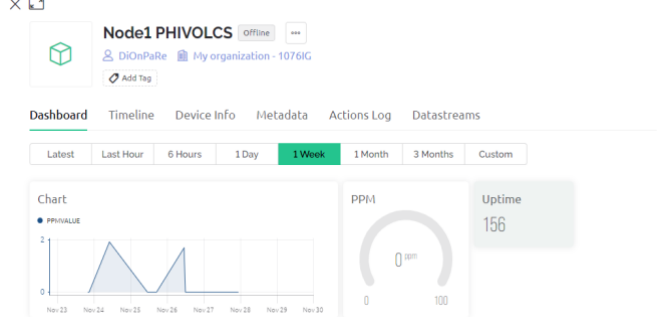 Node1 PHIVOLCS Offline ...
DiOnPaRe My organization - 1076IG
Add Tag
Dashboard Timeline Device Info Metadata Actions Log Datastreams
Latest Last Hour 6 Hours 1 Day 1 Week 1 Month 3 Months Custom
Chart
PPMVALUE
2
0
Nov 23 Nov 24 Nov 25 Nov 26 Nov 27 Nov 28 Nov 29 Nov 30
PPM
0 ppm
0 100
Uptime
156